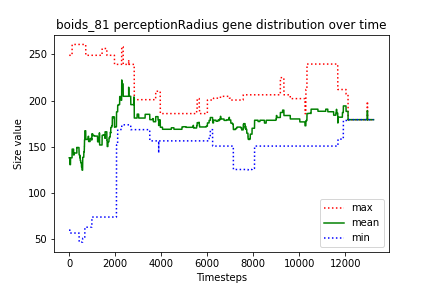 boids_81 perceptionRadius gene distribution over time
Size value
250
200
150
100
50
0
2000
4000
6000
8000
10000
12000
Timesteps
max
mean
min